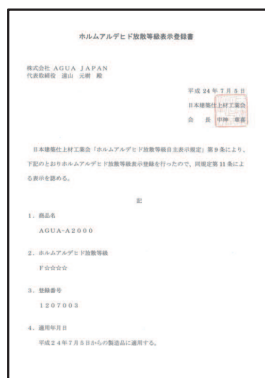 ホルムアルデヒド放散等級表示登録書
株式会社 AGUA JAPAN
代表取締役 遠山 元樹 殿
平成 24年 7月 5日
日本建築仕上材工業会
会 長
日本建築仕上材工業会「ホルムアルデヒド放散等級自主表示規定」第9条により、
下記のとおりホルムアルデヒド放散等級表示登録を行ったので、同規定第11条によ
る表示を認める。
記
1. 商品名
AGUA-A2000
2. ホルムアルデヒド放散等級
F☆☆☆☆
3. 登録番号
1207003
4. 適用年月日
平成24年7月5日からの製造品に適用する。